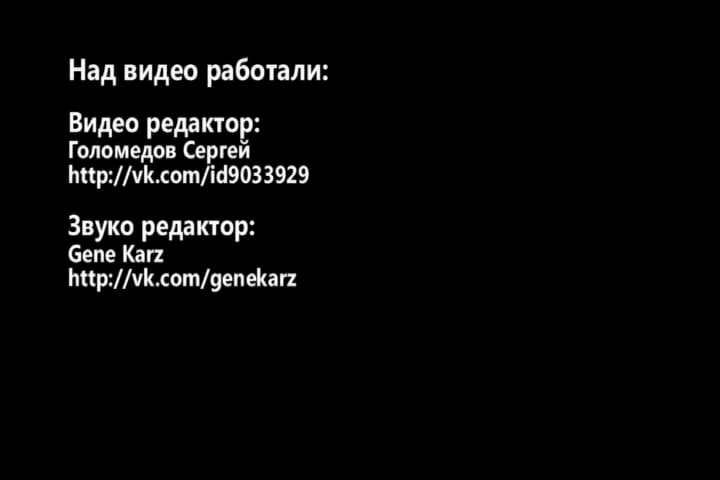 Над видео работали:
Видео редактор:
Голомедов Сергей
http://vk.com/id9033929
Звуко редактор:
Gene Karz
http://vk.com/genekarz